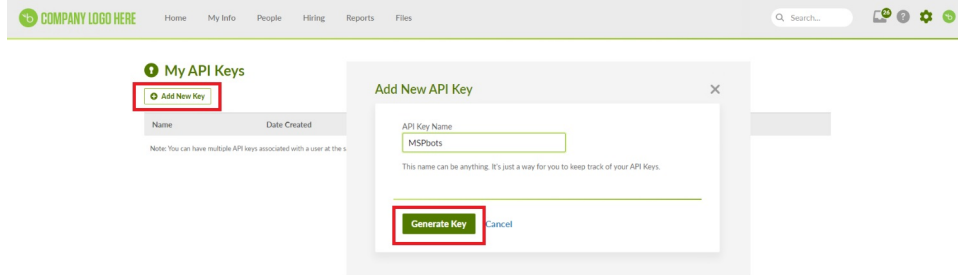 COMPANY LOGO HERE
Home My Info People Hiring Reports Files
Search...
My API Keys
Add New Key
Name Date Created
Note: You can have multiple API keys associated with a user at the s
Add New API Key
API Key Name
MSPbots
This name can be anything. It's just a way for you to keep track of your API Keys.
Generate Key Cancel